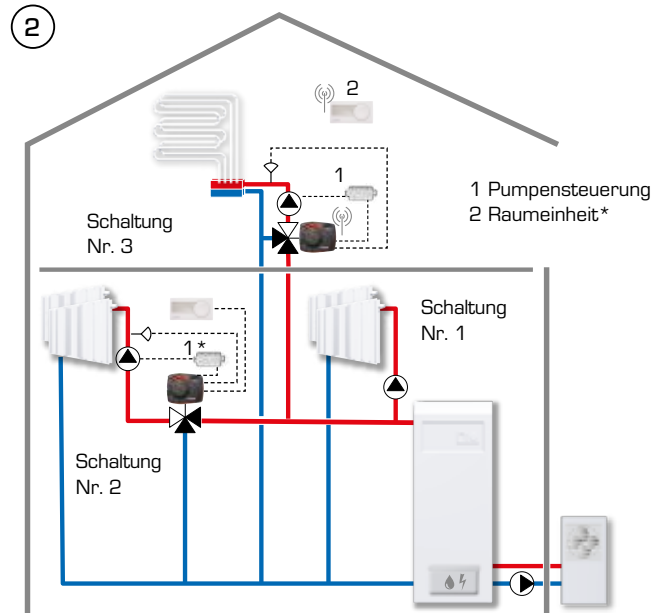 2
2
1
1 Pumpensteuerung
2 Raumeinheit*
Schaltung
Nr. 3
Schaltung
Nr. 1
1*
Schaltung
Nr. 2